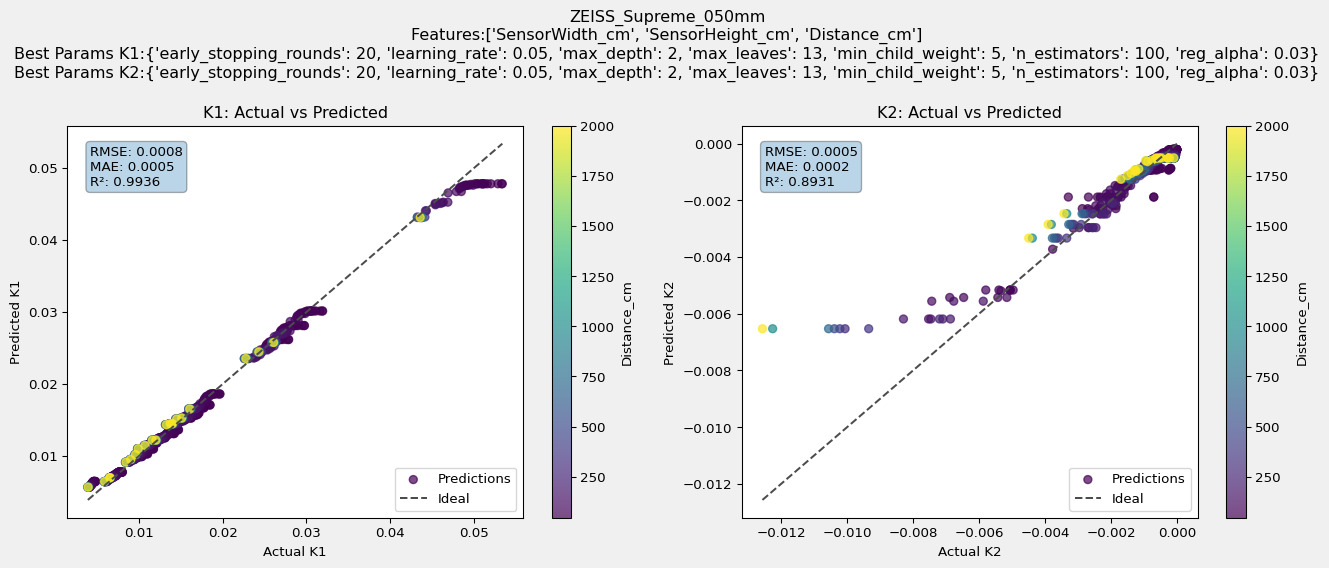 ZEISS_Supreme_050mm
Features:['SensorWidth_cm', 'SensorHeight_cm', 'Distance_cm']
Best Params K1:{'early_stopping_rounds': 20, 'learning_rate': 0.05, 'max_depth': 2, 'max_leaves': 13, 'min_child_weight': 5, 'n_estimators': 100, 'reg_alpha': 0.03}
Best Params K2:{'early_stopping_rounds': 20, 'learning_rate': 0.05, 'max_depth': 2, 'max_leaves': 13, 'min_child_weight': 5, 'n_estimators': 100, 'reg_alpha': 0.03}
K1: Actual vs Predicted
RMSE: 0.0008
MAE: 0.0005
R²: 0.9936
0.05
0.04
0.03
0.02
0.01
Predicted K1
0.01
0.02
0.03
0.04
0.05
Actual K1
Predictions
Ideal
2000
1750
1500
1250
1000
750
500
250
Distance_cm
K2: Actual vs Predicted
RMSE: 0.0005
MAE: 0.0002
R²: 0.8931
0.000
−0.002
−0.004
−0.006
−0.008
−0.010
−0.012
Predicted K2
−0.012
−0.010
−0.008
−0.006
−0.004
−0.002
0.000
Actual K2
Predictions
Ideal
2000
1750
1500
1250
1000
750
500
250
Distance_cm